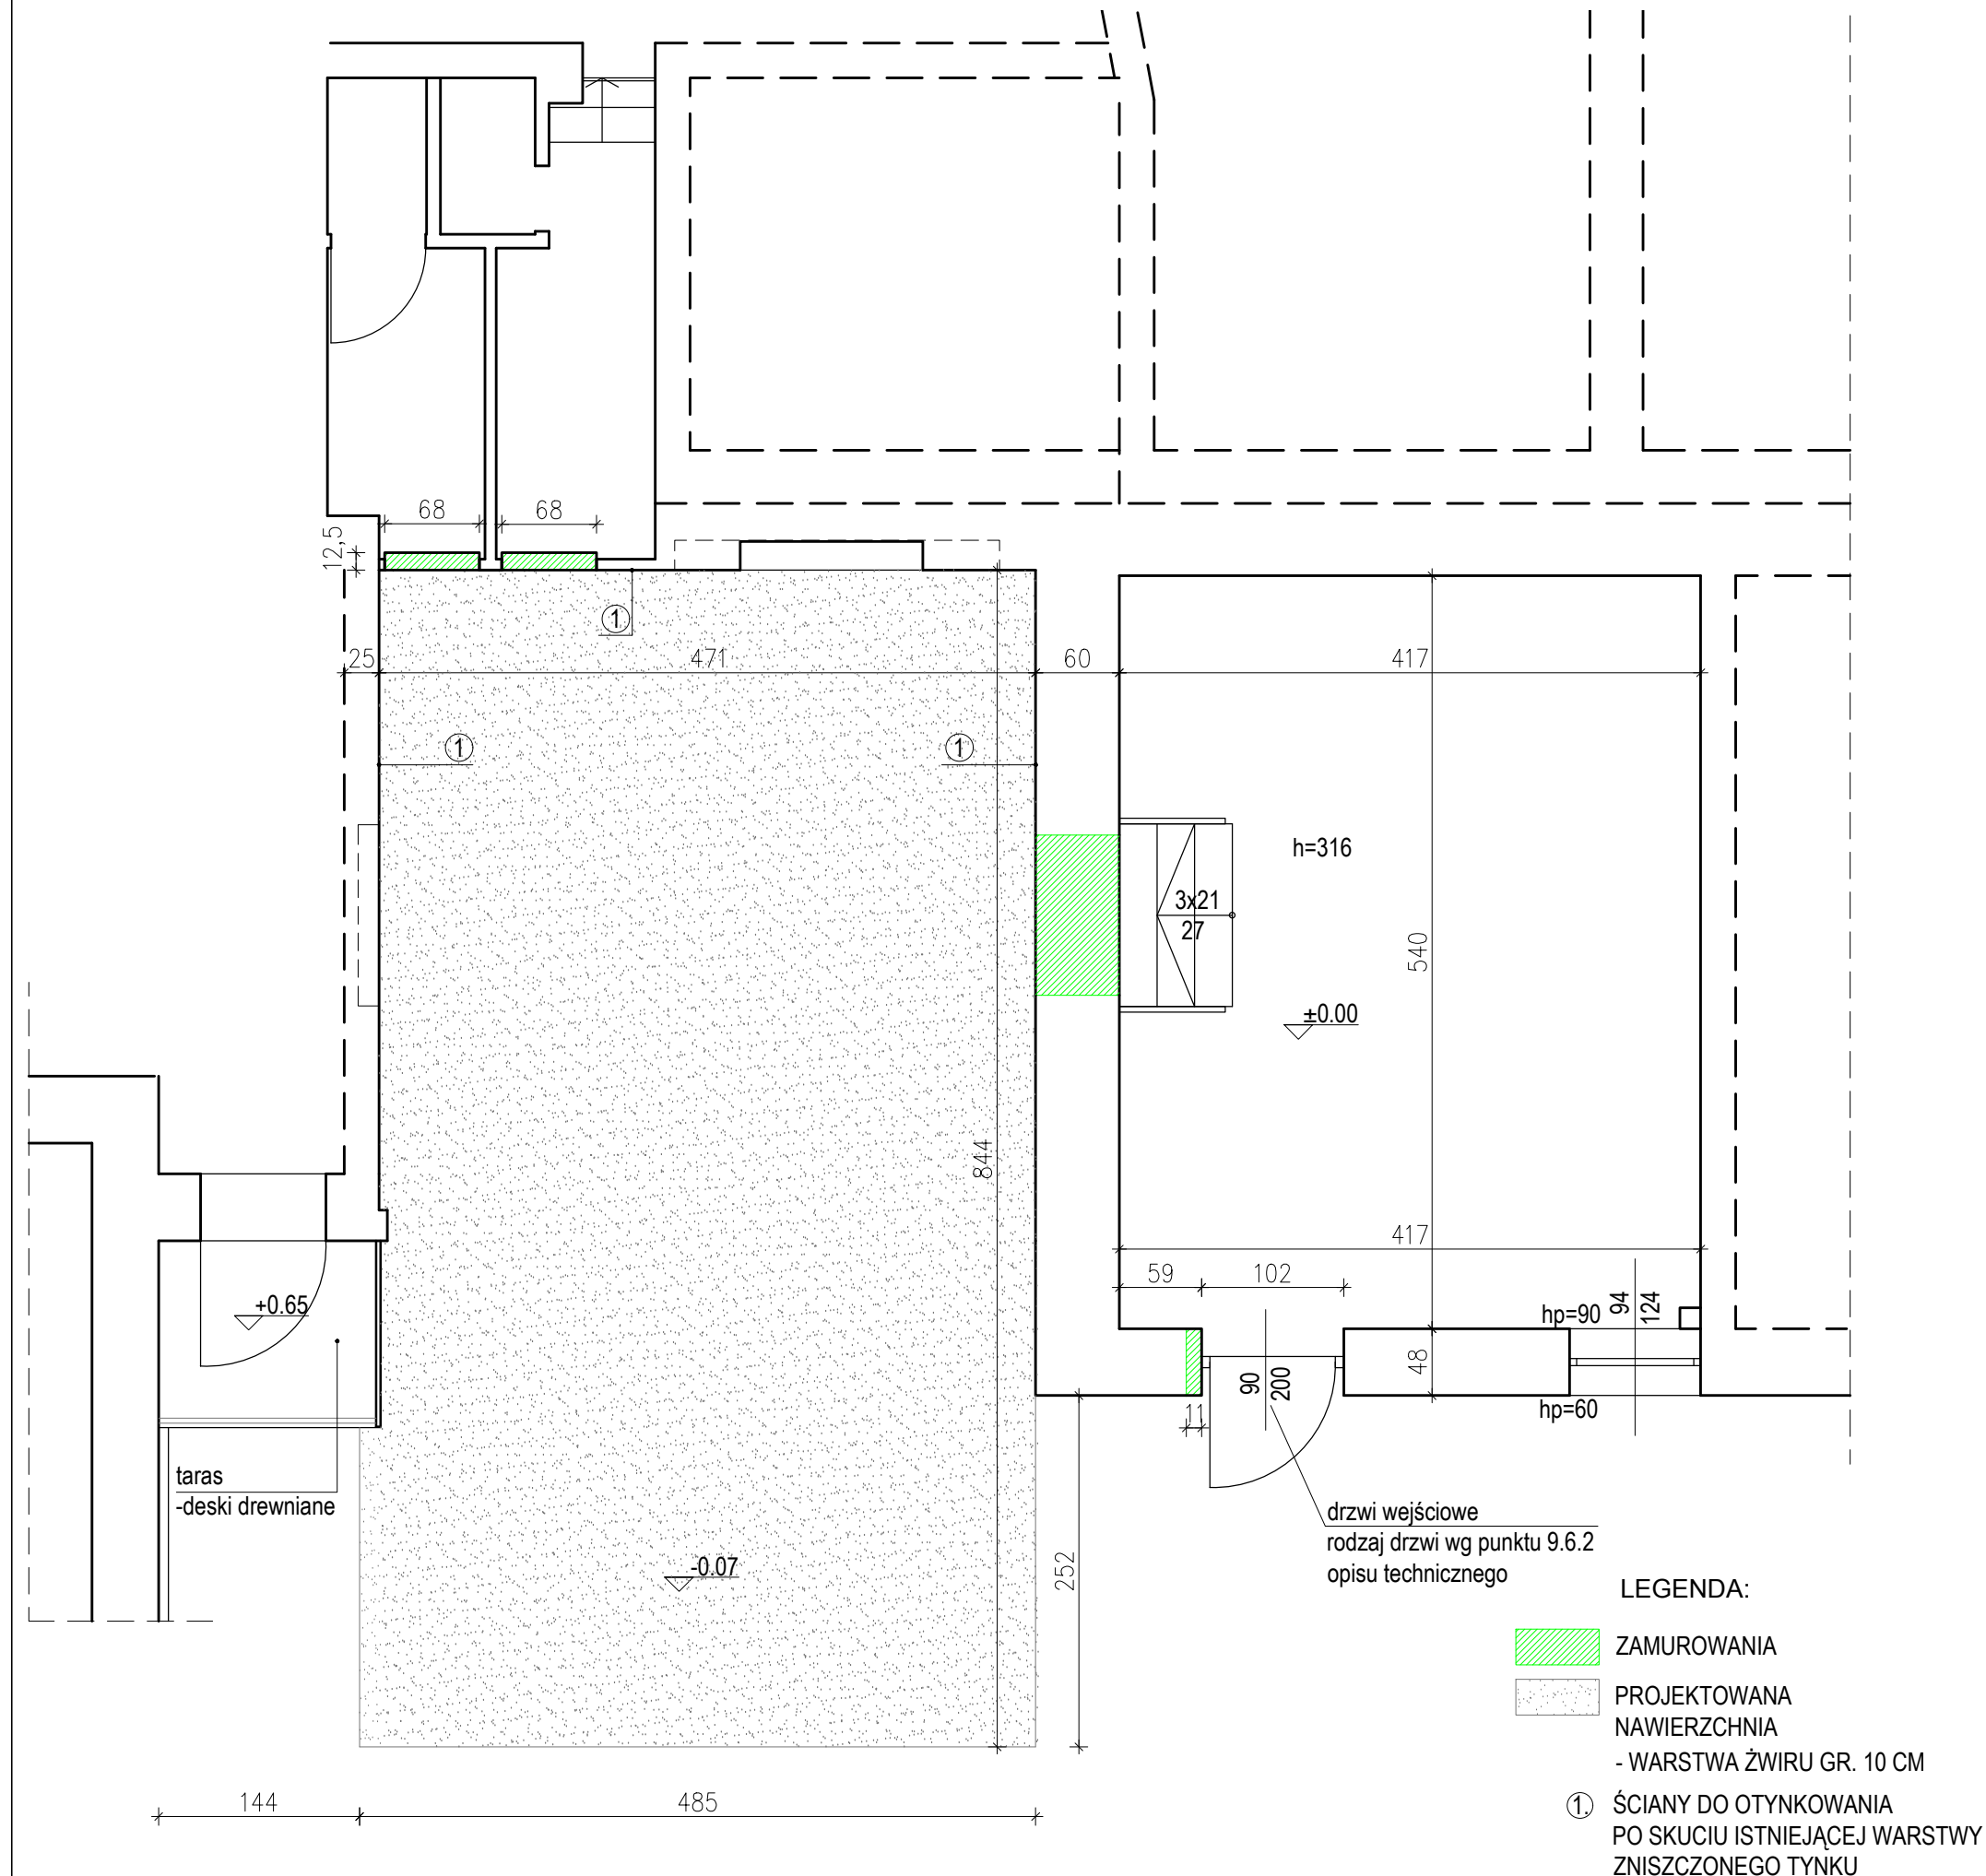 68
68
12,5
1
25
471
60
417
1
1
h=316
3x21
27
540
±0.00
844
417
59
102
+0.65
hp=90
94
124
48
90
200
hp=60
11
taras
-deski drewniane
drzwi wejściowe
rodzaj drzwi wg punktu 9.6.2
opisu technicznego
-0.07
252
LEGENDA:
ZAMUROWANIA
PROJEKTOWANA
NAWIERZCHNIA
- WARSTWA ŻWIRU GR. 10 CM
144
485
1. ŚCIANY DO OTYNKOWANIA
PO SKUCIU ISTNIEJĄCEJ WARSTWY
ZNISZCZONEGO TYNKU